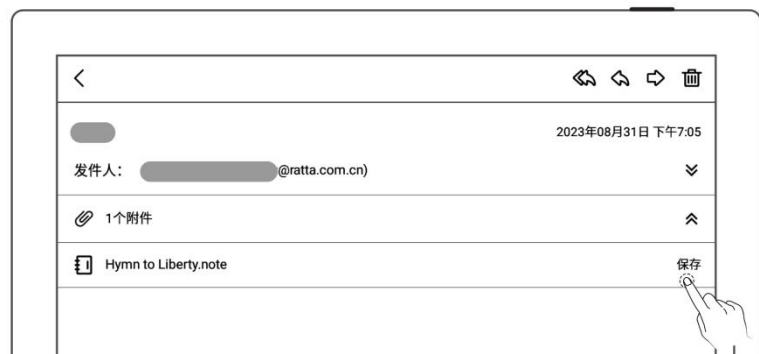 2023年08月31日 下午7:05
发件人： @ratta.com.cn)
1个附件
Hymn to Liberty.note 保存